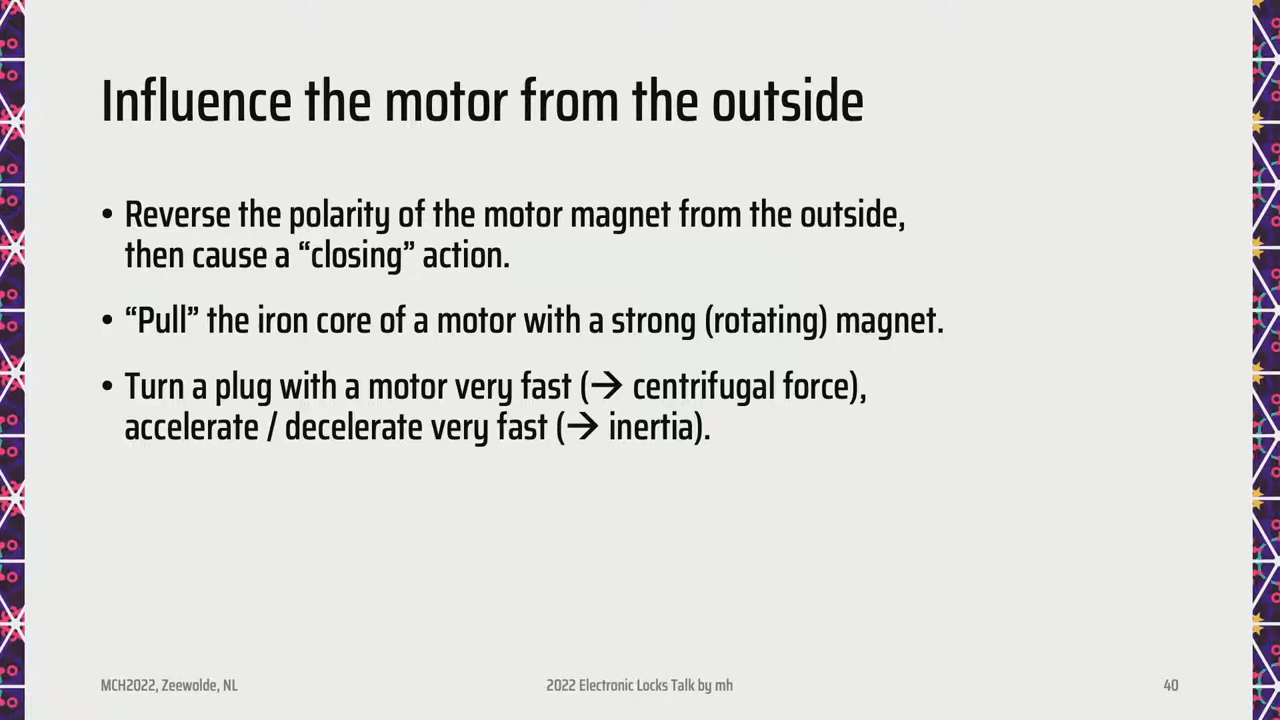 Influence the motor from the outside
• Reverse the polarity of the motor magnet from the outside,
then cause a “closing” action.
• “Pull” the iron core of a motor with a strong (rotating) magnet.
• Turn a plug with a motor very fast (→ centrifugal force),
accelerate / decelerate very fast (→ inertia).
MCH2022, Zeewolde, NL
2022 Electronic Locks Talk by mh
40